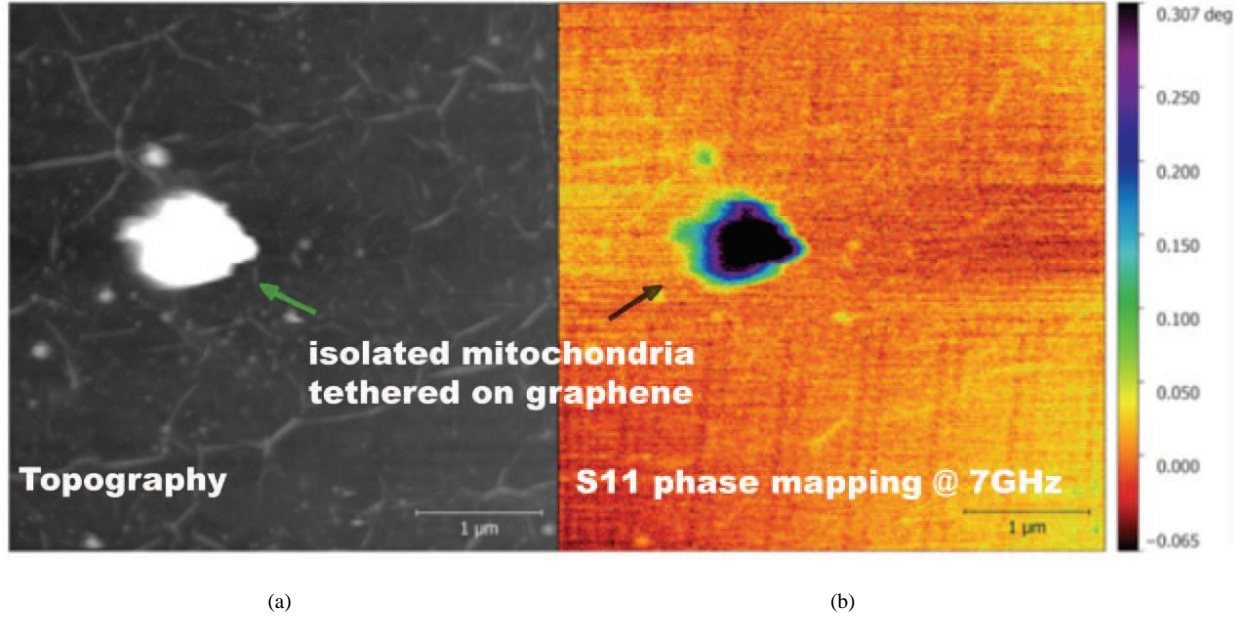 isolated mitochondria
tethered on graphene
Topography
1 μm
S11 phase mapping @ 7GHz
1 μm
0.307 deg
0.250
0.200
0.150
0.100
0.050
0.000
−0.065
(a)
(b)